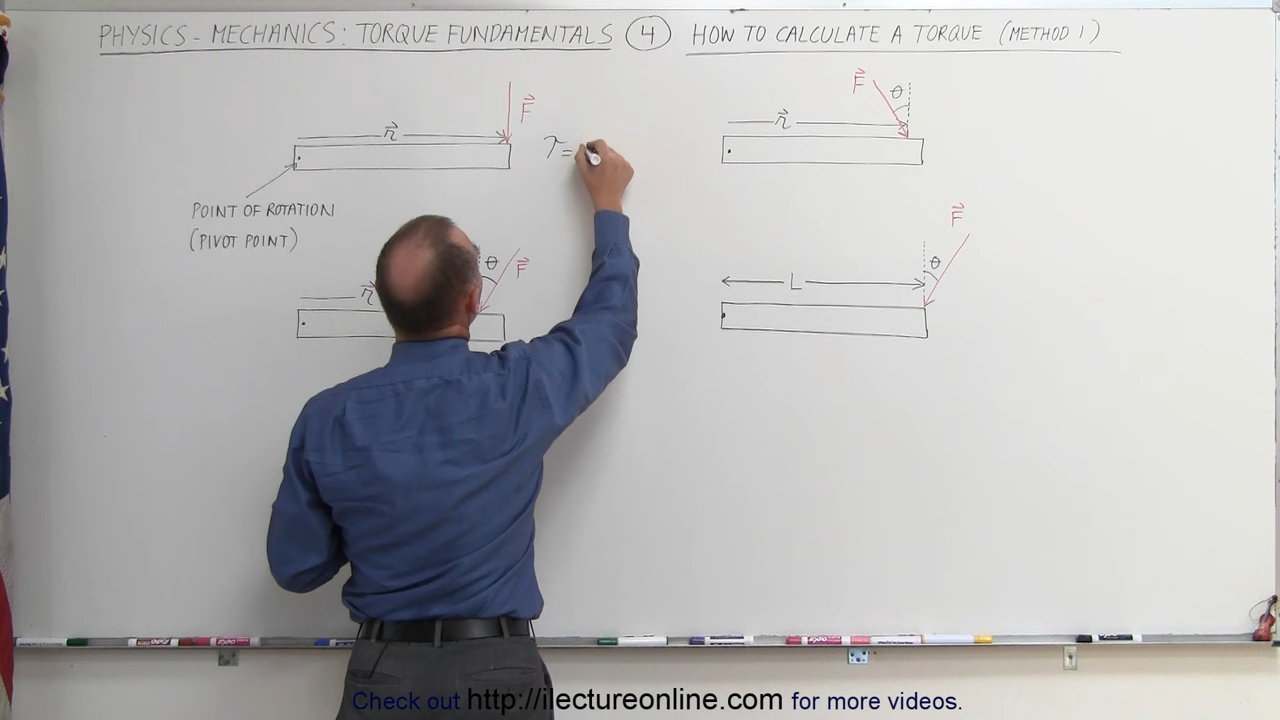 PHYSICS - MECHANICS: TORQUE FUNDAMENTALS ④ HOW TO CALCULATE A TORQUE (METHOD 1)
F⃗
r⃗
τ=
POINT OF ROTATION
(PIVOT POINT)
θ F⃗
r⃗
F⃗ θ
r⃗
F⃗
θ
L
Check out http://ilectureonline.com for more videos.